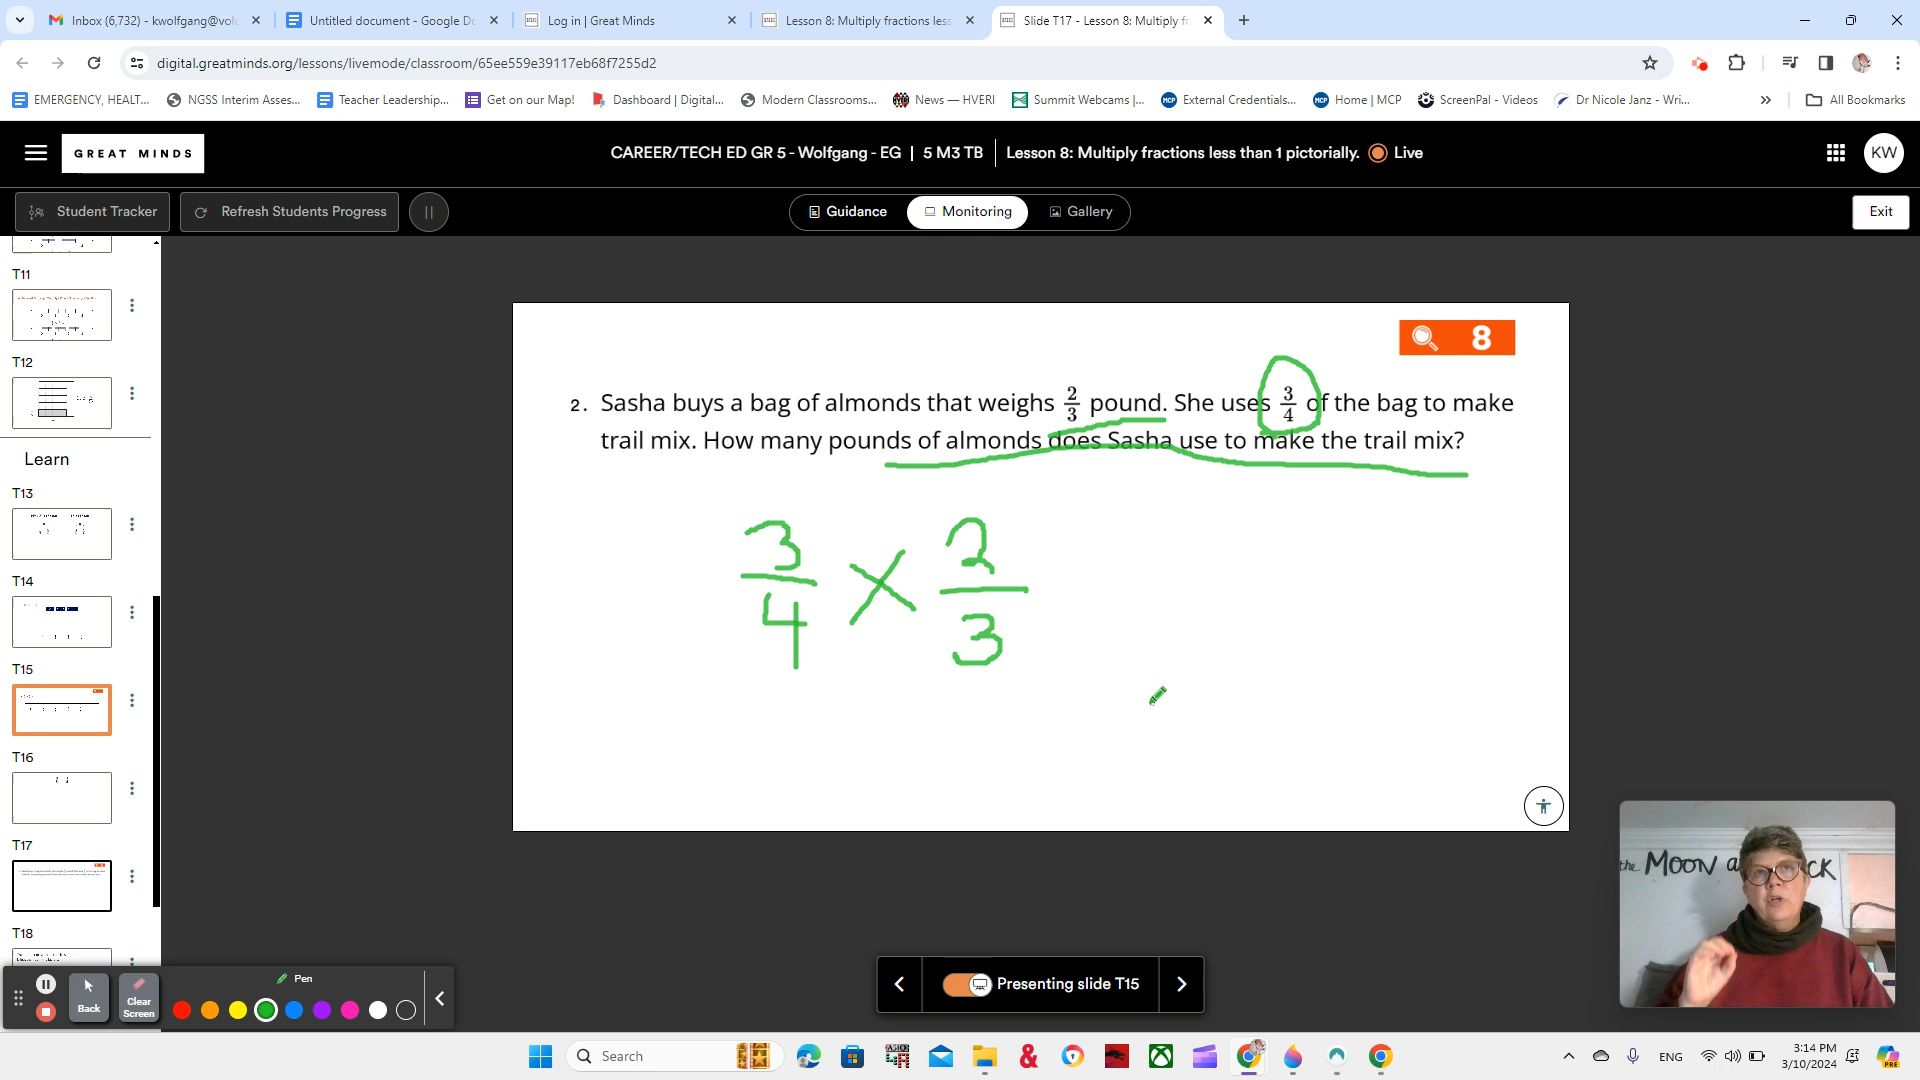 Inbox (6,732) - kwolfgang@vol
Untitled document - Google Do
Log in | Great Minds
Lesson 8: Multiply fractions less
Slide T17 - Lesson 8: Multiply fr
digital.greatminds.org/lessons/livemode/classroom/65ee559e39117eb68f7255d2
EMERGENCY, HEALT...
NGSS Interim Asses...
Teacher Leadership...
Get on our Map!
Dashboard | Digital...
Modern Classrooms...
News — HVERI
Summit Webcams |...
External Credentials...
Home | MCP
ScreenPal - Videos
Dr Nicole Janz - Wri...
All Bookmarks
GREAT MINDS
CAREER/TECH ED GR 5 - Wolfgang - EG | 5 M3 TB
Lesson 8: Multiply fractions less than 1 pictorially.
Live
KW
Student Tracker
Refresh Students Progress
Guidance
Monitoring
Gallery
Exit
T11
T12
Learn
T13
T14
T15
T16
T17
T18
8
2. Sasha buys a bag of almonds that weighs 2/3 pound. She uses 3/4 of the bag to make
trail mix. How many pounds of almonds does Sasha use to make the trail mix?
3/4 × 2/3
the Moon a CK
Pen
Back
Clear
Screen
Presenting slide T15
Search
ENG
3:14 PM
3/10/2024
PRE